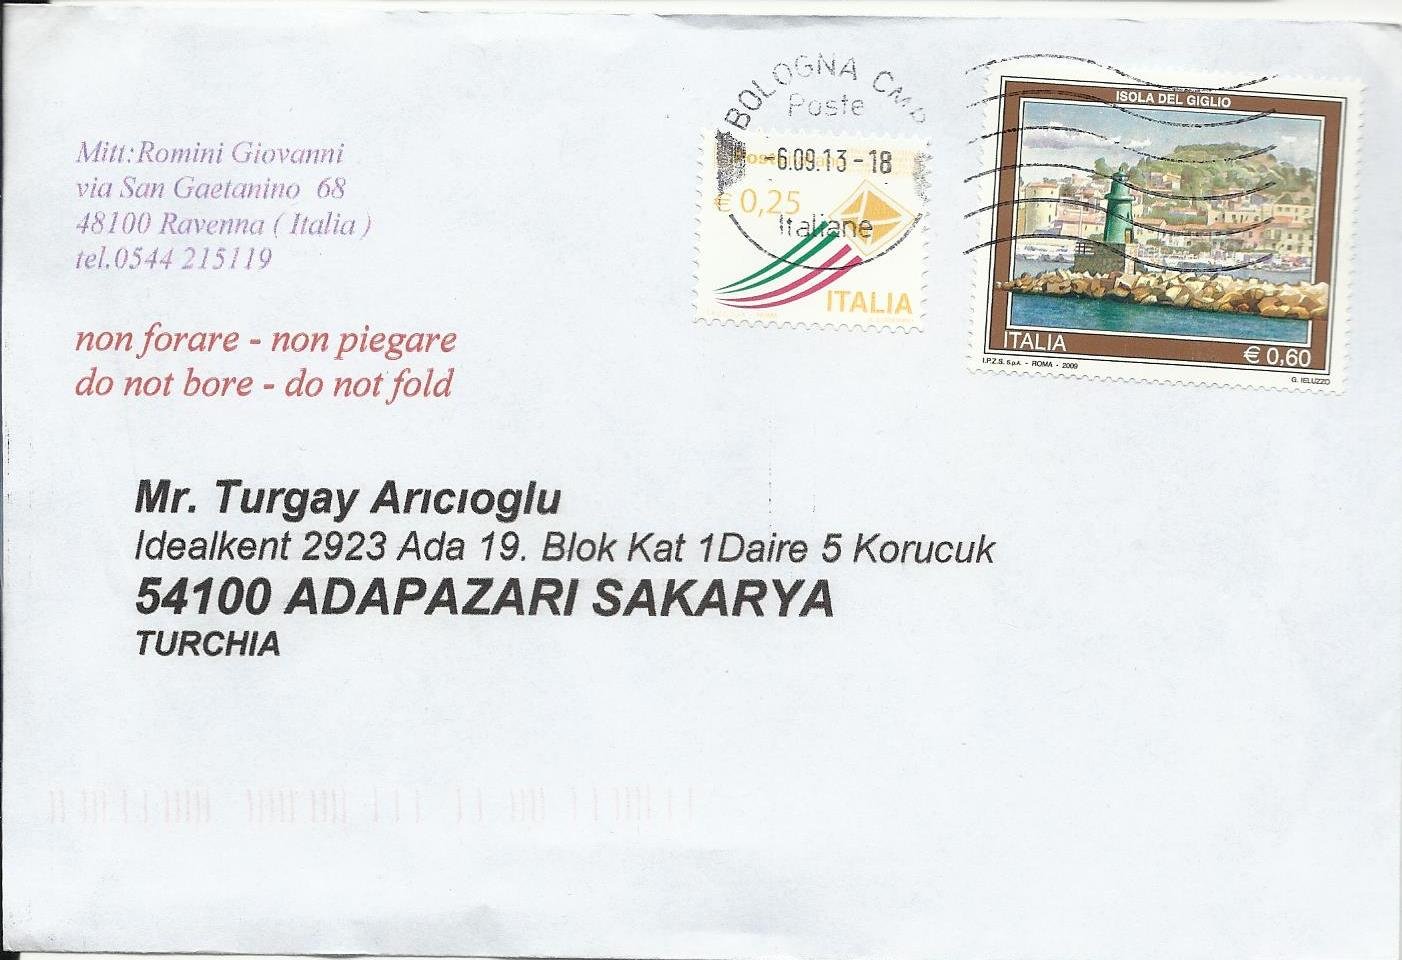 Mitt:Romini Giovanni
via San Gaetanino 68
48100 Ravenna ( Italia )
tel.0544 215119
non forare - non piegare
do not bore - do not fold
BOLOGNA CMP
Poste
-6.09.13-18
Italiane
€ 0,25
ITALIA
ISOLA DEL GIGLIO
ITALIA
€ 0,60
I.P.Z.S. S.p.A. - ROMA - 2009
G. IELUZZO
Mr. Turgay Arıcıoglu
Idealkent 2923 Ada 19. Blok Kat 1Daire 5 Korucuk
54100 ADAPAZARI SAKARYA
TURCHIA